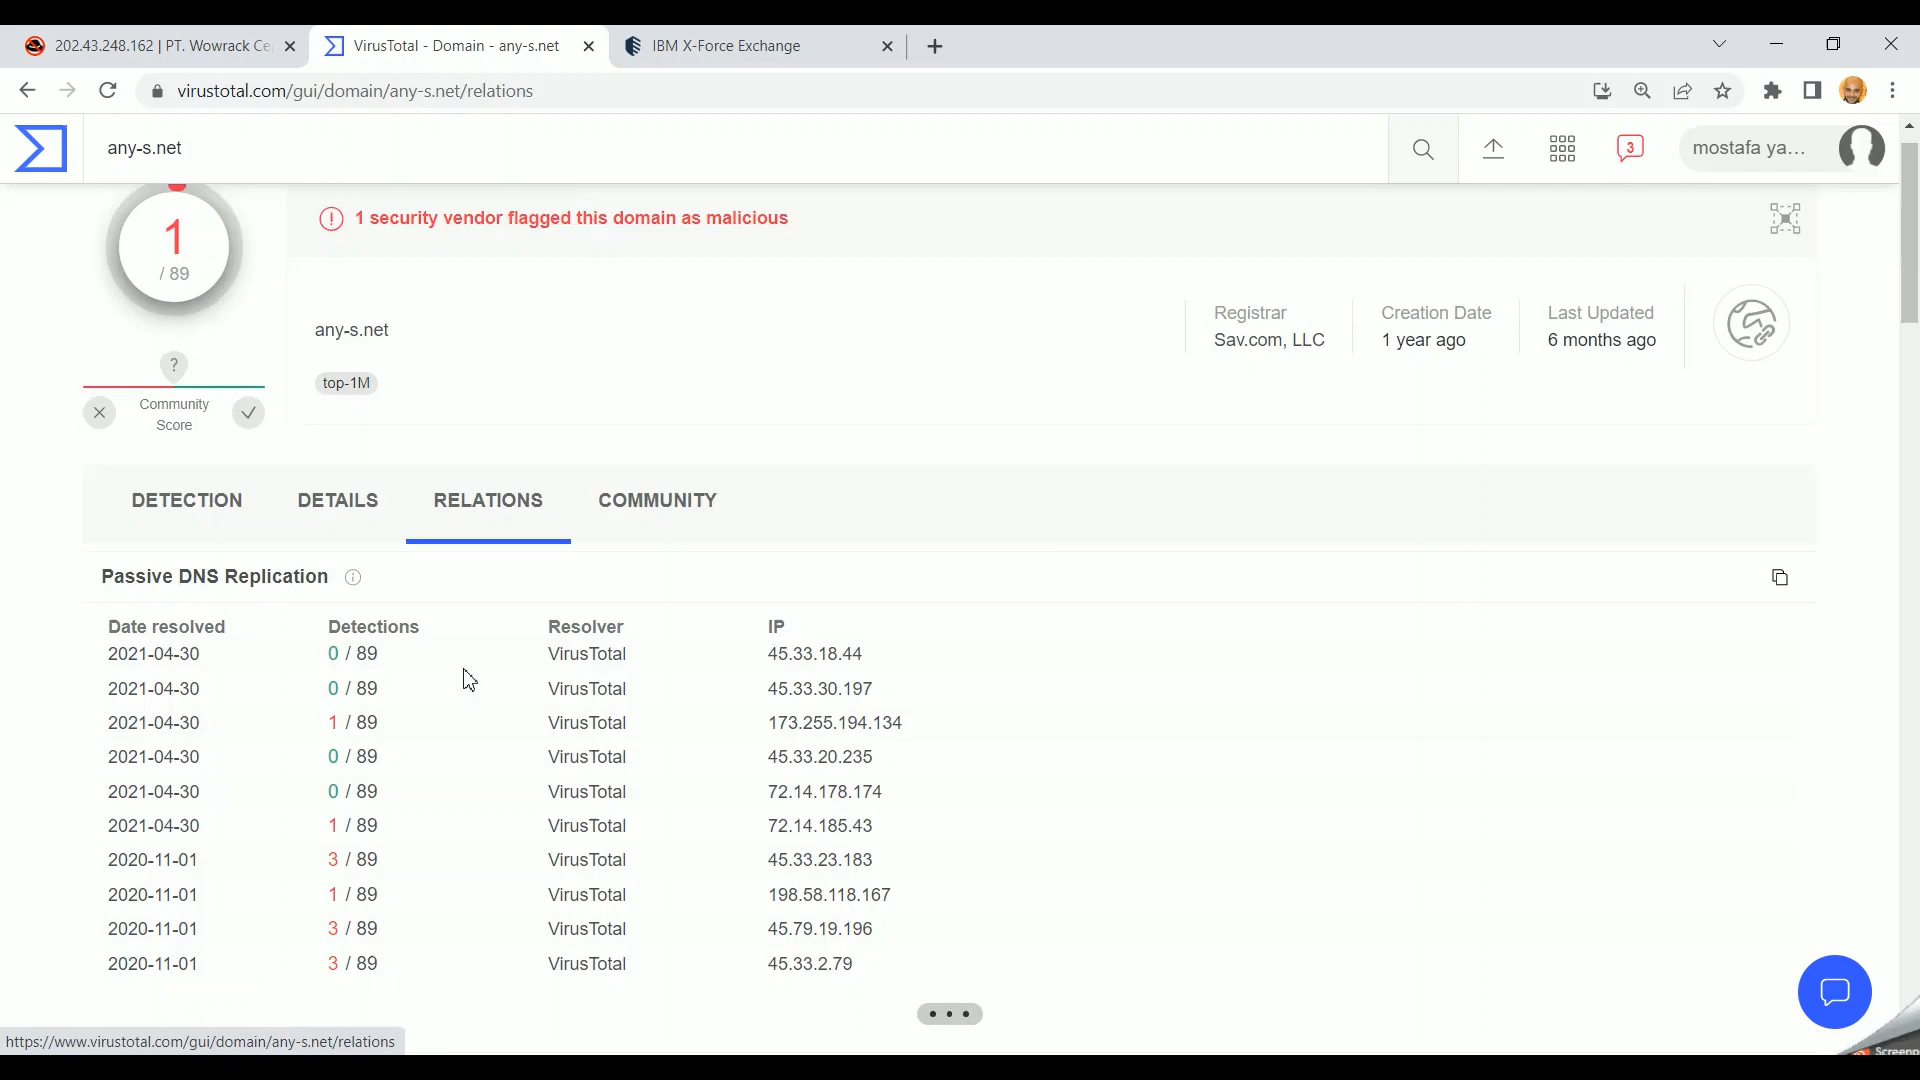 202.43.248.162 | PT. Wowrack Ce
VirusTotal - Domain - any-s.net
IBM X-Force Exchange
virustotal.com/gui/domain/any-s.net/relations
any-s.net
3
mostafa ya...
1
/ 89
1 security vendor flagged this domain as malicious
any-s.net
top-1M
Registrar
Sav.com, LLC
Creation Date
1 year ago
Last Updated
6 months ago
?
Community
Score
DETECTION DETAILS RELATIONS COMMUNITY
Passive DNS Replication
Date resolved Detections Resolver IP
2021-04-30 0 / 89 VirusTotal 45.33.18.44
2021-04-30 0 / 89 VirusTotal 45.33.30.197
2021-04-30 1 / 89 VirusTotal 173.255.194.134
2021-04-30 0 / 89 VirusTotal 45.33.20.235
2021-04-30 0 / 89 VirusTotal 72.14.178.174
2021-04-30 1 / 89 VirusTotal 72.14.185.43
2020-11-01 3 / 89 VirusTotal 45.33.23.183
2020-11-01 1 / 89 VirusTotal 198.58.118.167
2020-11-01 3 / 89 VirusTotal 45.79.19.196
2020-11-01 3 / 89 VirusTotal 45.33.2.79
https://www.virustotal.com/gui/domain/any-s.net/relations